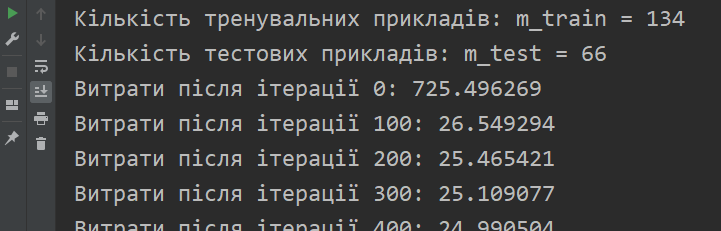 Кількість тренувальних прикладів: m_train = 134
Кількість тестових прикладів: m_test = 66
Витрати після ітерації 0: 725.496269
Витрати після ітерації 100: 26.549294
Витрати після ітерації 200: 25.465421
Витрати після ітерації 300: 25.109077
Витрати після ітерації 400: 24.990504